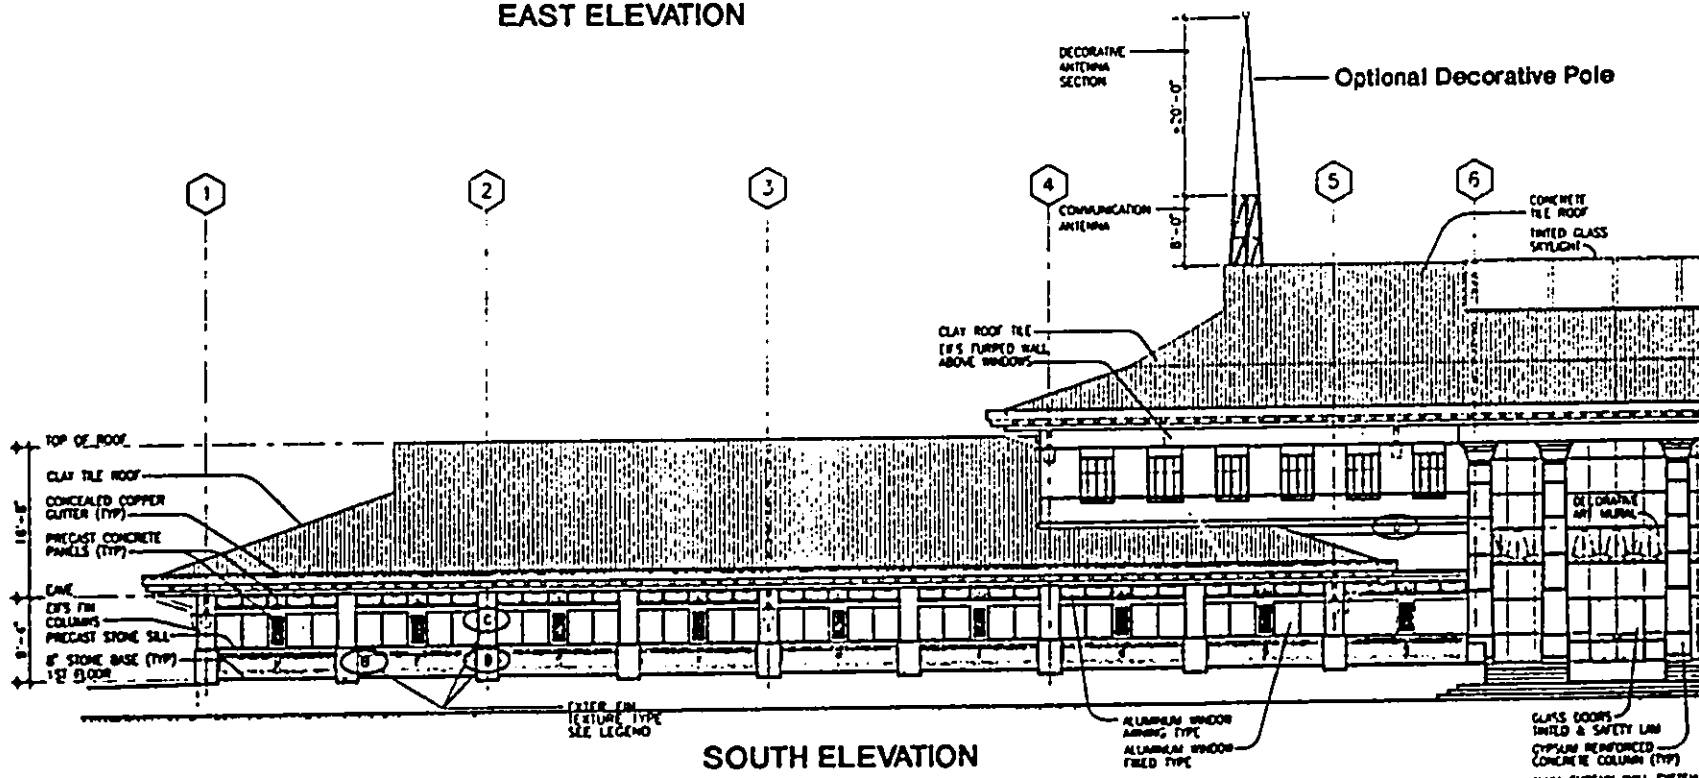 EAST ELEVATION
DECORATIVE
ANTENNA
SECTION
Optional Decorative Pole
+20'-0"
1
2
3
4
5
6
COMMUNICATION
ANTENNA
8'-0"
CONCRETE
TILE ROOF
TINTED GLASS
SKYLIGHT
CLAY ROOF TILE
EIFS FURRED WALL
ABOVE WINDOWS
TOP OF ROOF
CLAY TILE ROOF
CONCEALED COPPER
GUTTER (TYP)
PRECAST CONCRETE
PANELS (TYP)
DECORATIVE
ART MURAL
EAVE
EIFS FIN
COLUMNS
PRECAST STONE SILL
8" STONE BASE (TYP)
1ST FLOOR
9'-4"
C
B
EXTER FIN
TEXTURE TYPE
SEE LEGEND
ALUMINUM WINDOW
AWNING TYPE
ALUMINUM WINDOW
FIXED TYPE
GLASS DOORS
TINTED & SAFETY LAM
GYPSUM REINFORCED
CONCRETE COLUMN (TYP)
SOUTH ELEVATION